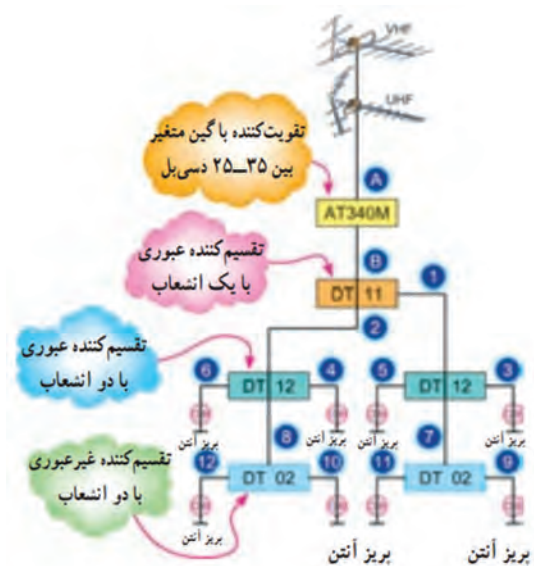 VHF
UHF
تقویت‌کننده با گین متغیر
بین ۳۵ــ۲۵ دسی‌بل
A
AT340M
تقسیم‌کننده عبوری
با یک انشعاب
B
1
DT 11
2
تقسیم‌کننده عبوری
با دو انشعاب
6
4
5
3
DT 12
DT 12
پریز آنتن
پریز آنتن
پریز آنتن
پریز آنتن
تقسیم‌کننده غیرعبوری
با دو انشعاب
8
7
12
10
11
9
DT 02
DT 02
پریز آنتن
پریز آنتن
پریز آنتن